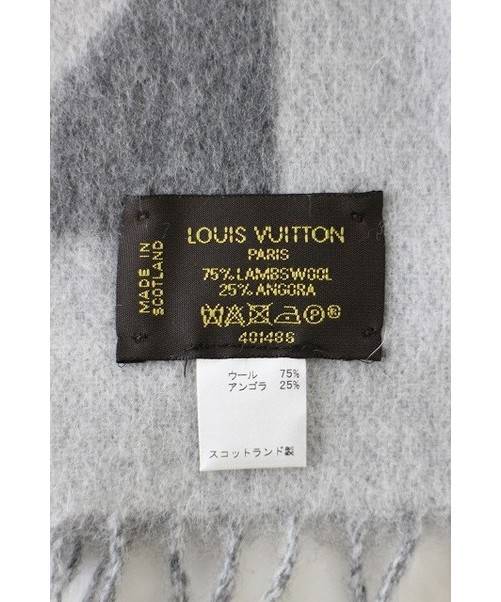 MADE IN
SCOTLAND
LOUIS VUITTON
PARIS
75% LAMBSWOOL
25% ANGORA
401486
ウール 75%
アンゴラ 25%
スコットランド製